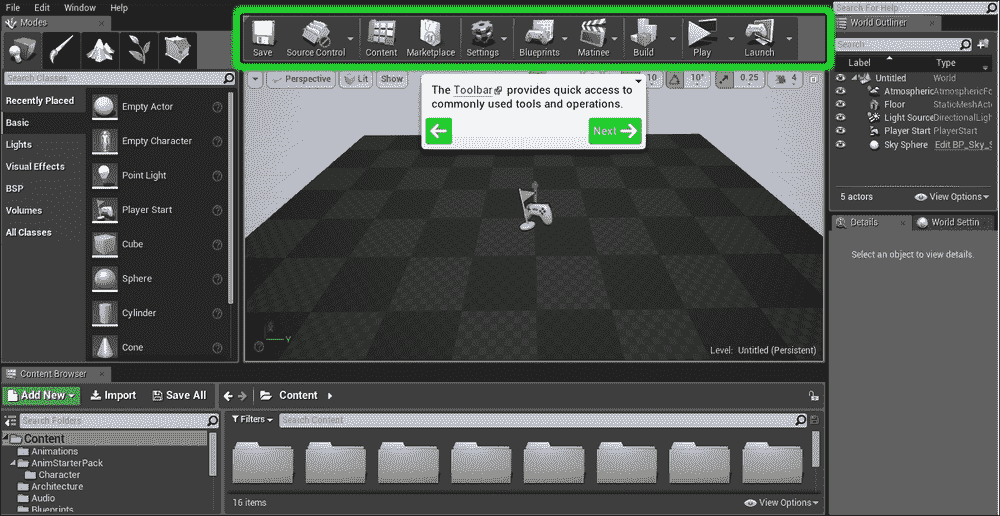 File Edit Window Help
Modes
Search Classes
Recently Placed
Basic
Lights
Visual Effects
BSP
Volumes
All Classes
Empty Actor
Empty Character
Point Light
Player Start
Cube
Sphere
Cylinder
Cone
Save Source Control Content Marketplace Settings Blueprints Matinee Build Play Launch
Perspective Lit Show 10 10° 0.25 4
The Toolbar provides quick access to
commonly used tools and operations.
Next
Y
Level: Untitled (Persistent)
Search For Help
World Outliner
Search
Label Type
Untitled World
Atmospheric AtmosphericFo
Floor StaticMeshAct
Light Source DirectionalLigh
Player Start PlayerStart
Sky Sphere Edit BP_Sky_S
5 actors View Options
Details World Settin
Select an object to view details.
Content Browser
Add New Import Save All Content
Search Folders
Content
Animations
AnimStarterPack
Character
Architecture
Audio
Blueprints
Filters Search Content
16 items View Options